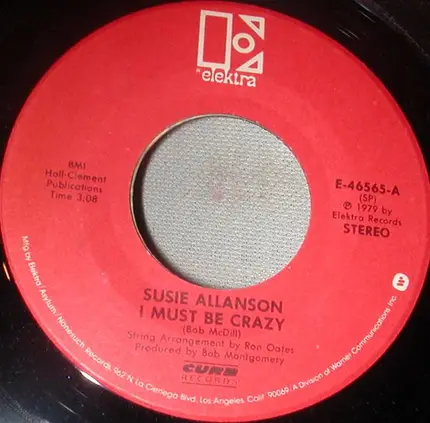 elektra
BMI
Hall-Clement
Publications
Time 3:08
E-46565-A
(SP)
℗ 1979 by
Elektra Records
STEREO
SUSIE ALLANSON
I MUST BE CRAZY
(Bob McDill)
String Arrangement by Ron Oates
Produced by Bob Montgomery
CURB
RECORDS
Mfg by Elektra/Asylum/Nonesuch Records, 962 N. La Cienega Blvd, Los Angeles, Calif. 90069/A Division of Warner Communications Inc.